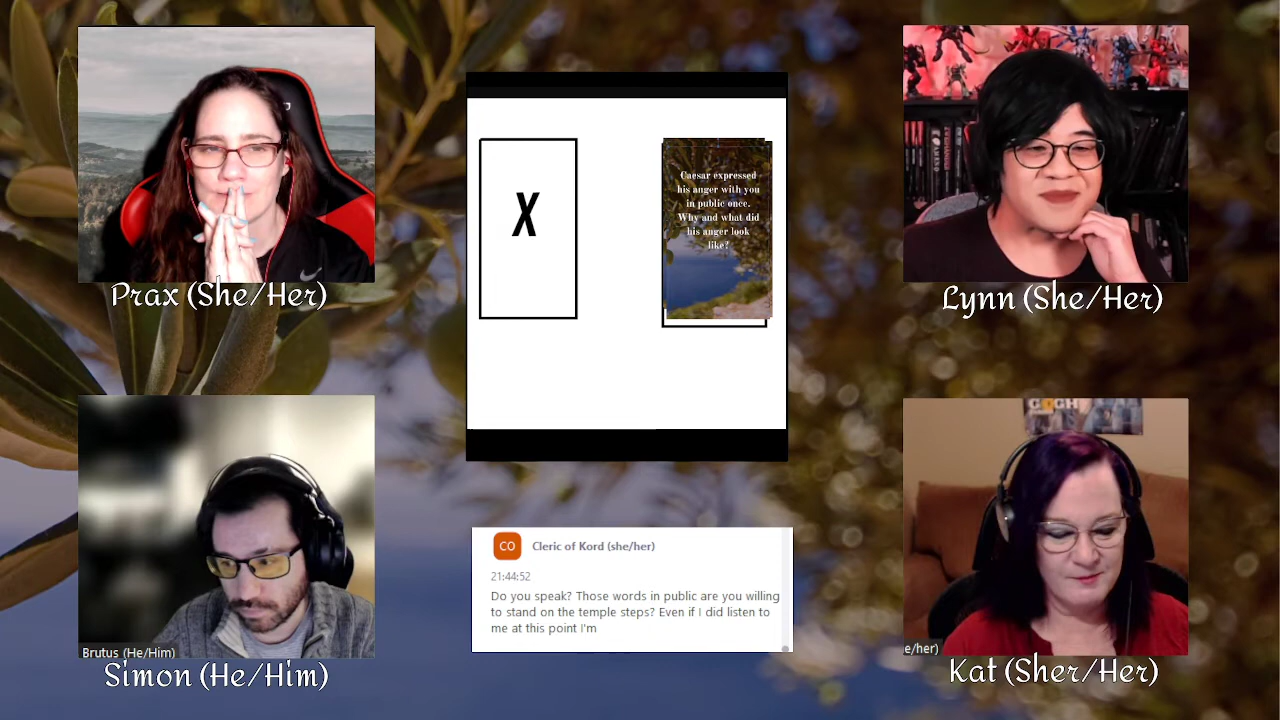 GOGH
Prax (She/Her)
Lynn (She/Her)
X
Caesar expressed
his anger with you
in public once.
Why and what did
his anger look
like?
CO
Cleric of Kord (she/her)
21:44:52
Do you speak? Those words in public are you willing
to stand on the temple steps? Even if I did listen to
me at this point I'm
Brutus (He/Him)
Simon (He/Him)
e/her)
Kat (Sher/Her)